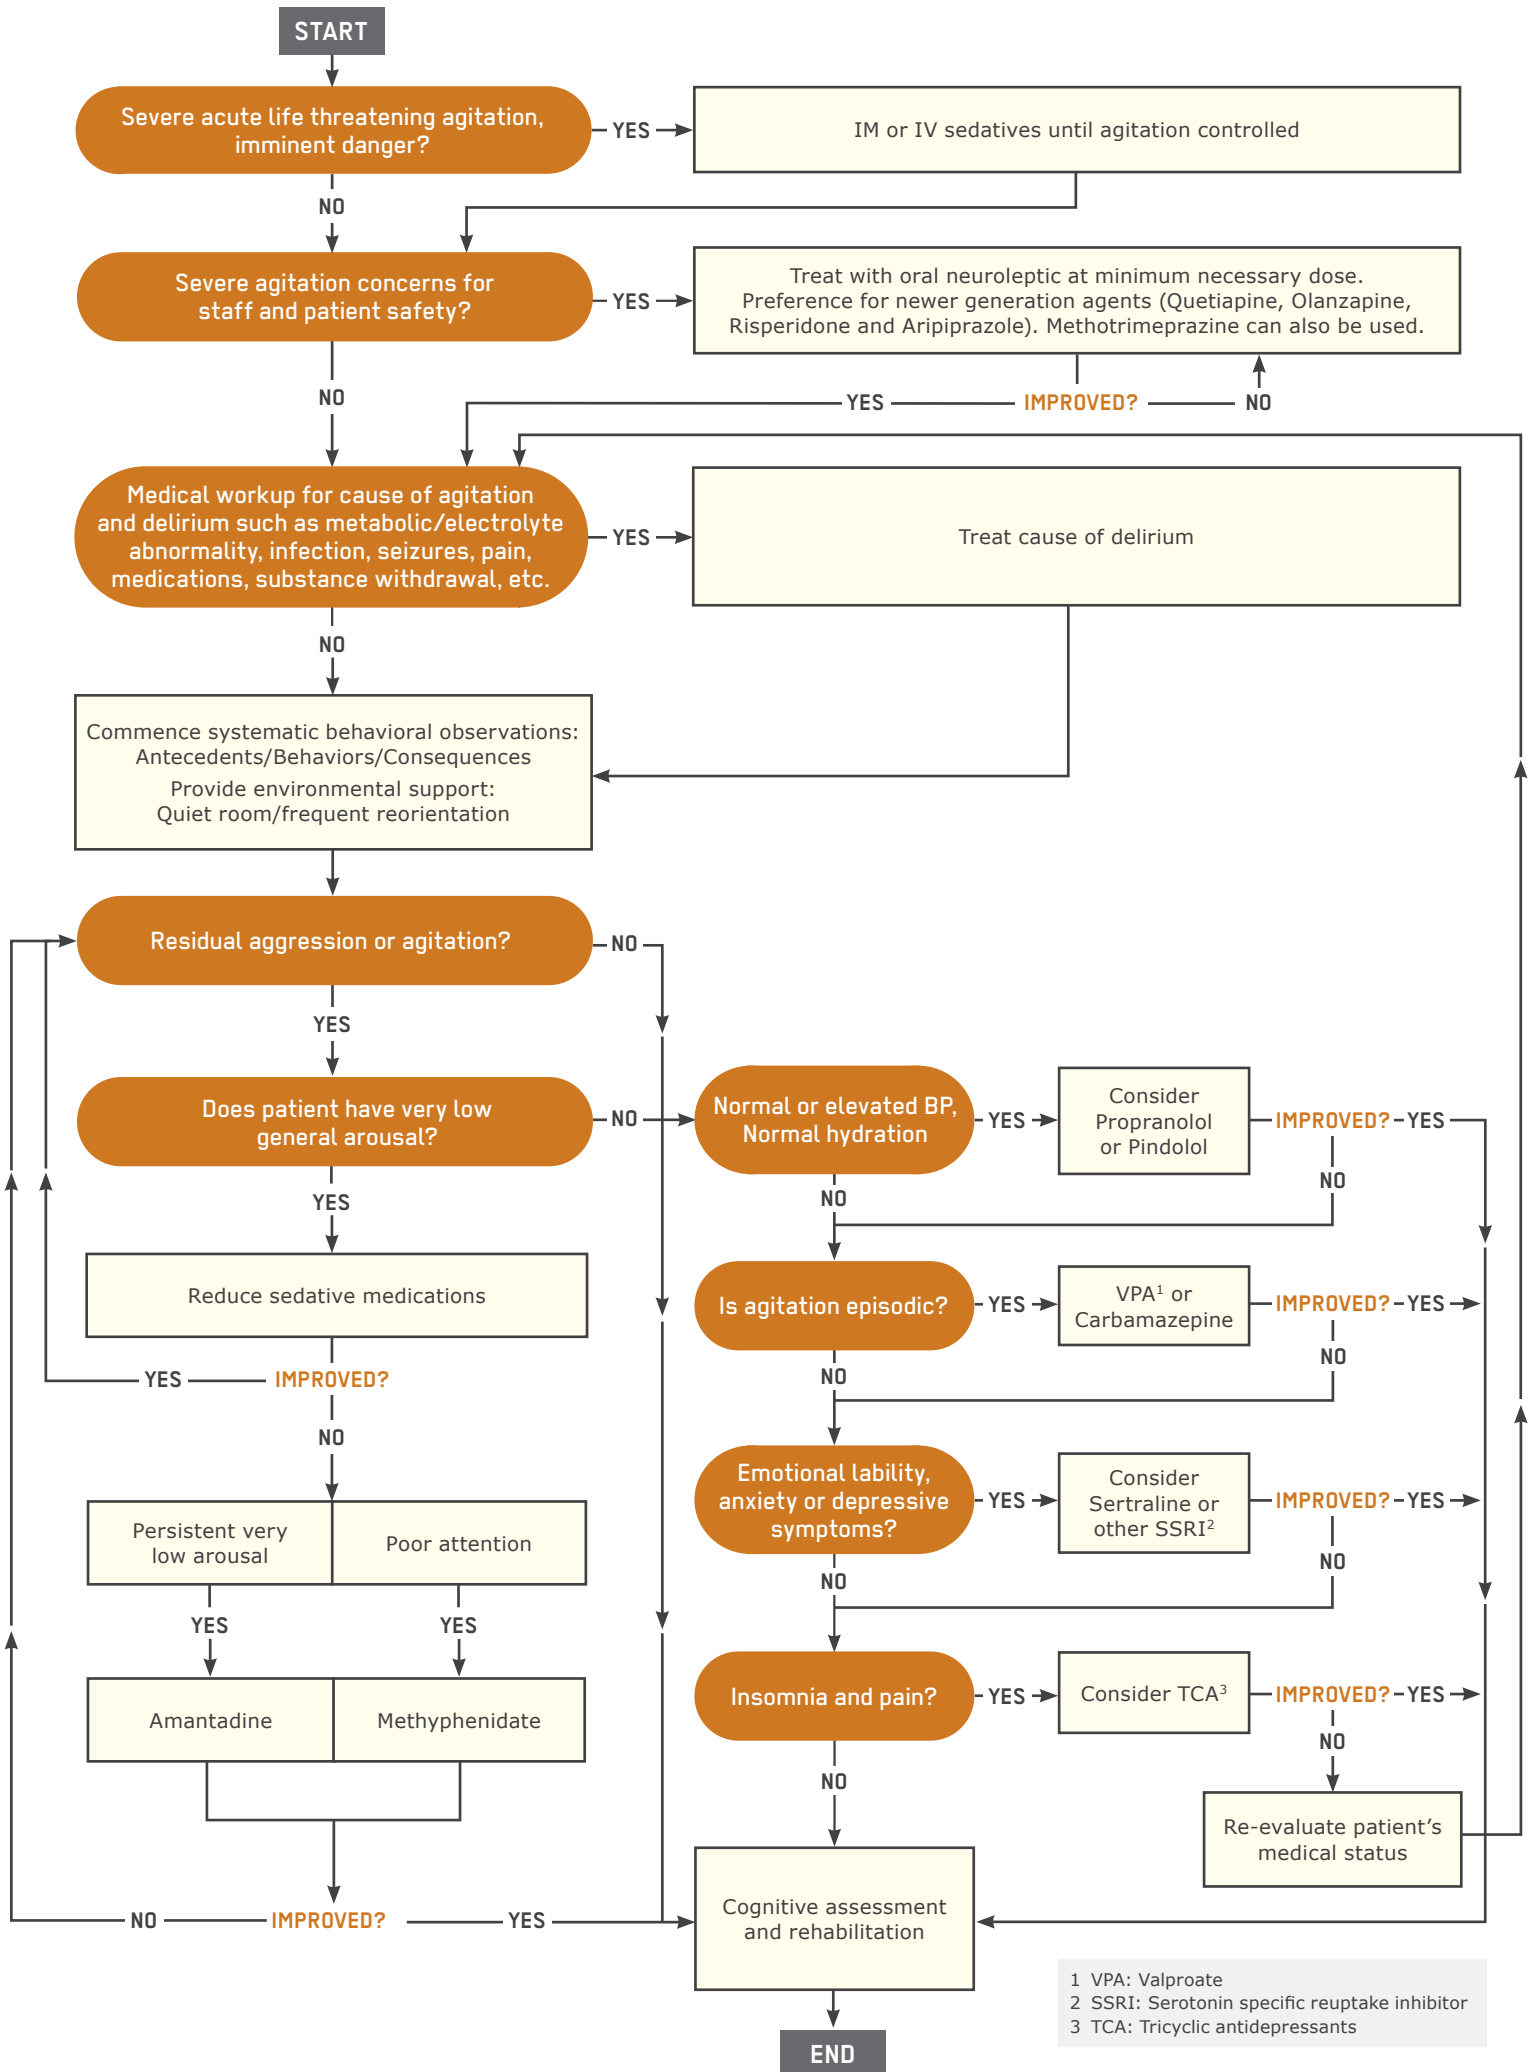 START
Severe acute life threatening agitation,
imminent danger?
YES
IM or IV sedatives until agitation controlled
NO
Severe agitation concerns for
staff and patient safety?
YES
Treat with oral neuroleptic at minimum necessary dose.
Preference for newer generation agents (Quetiapine, Olanzapine,
Risperidone and Aripiprazole). Methotrimeprazine can also be used.
NO
YES
IMPROVED?
NO
Medical workup for cause of agitation
and delirium such as metabolic/electrolyte
abnormality, infection, seizures, pain,
medications, substance withdrawal, etc.
YES
Treat cause of delirium
NO
Commence systematic behavioral observations:
Antecedents/Behaviors/Consequences
Provide environmental support:
Quiet room/frequent reorientation
Residual aggression or agitation?
NO
YES
Does patient have very low
general arousal?
NO
YES
Reduce sedative medications
YES
IMPROVED?
NO
Persistent very
low arousal
Poor attention
YES
YES
Amantadine
Methyphenidate
NO
IMPROVED?
YES
Normal or elevated BP,
Normal hydration
YES
Consider
Propranolol
or Pindolol
IMPROVED?
YES
NO
NO
Is agitation episodic?
YES
VPA¹ or
Carbamazepine
IMPROVED?
YES
NO
NO
Emotional lability,
anxiety or depressive
symptoms?
YES
Consider
Sertraline or
other SSRI²
IMPROVED?
YES
NO
NO
Insomnia and pain?
YES
Consider TCA³
IMPROVED?
YES
NO
NO
Re-evaluate patient’s
medical status
Cognitive assessment
and rehabilitation
END
1 VPA: Valproate
2 SSRI: Serotonin specific reuptake inhibitor
3 TCA: Tricyclic antidepressants